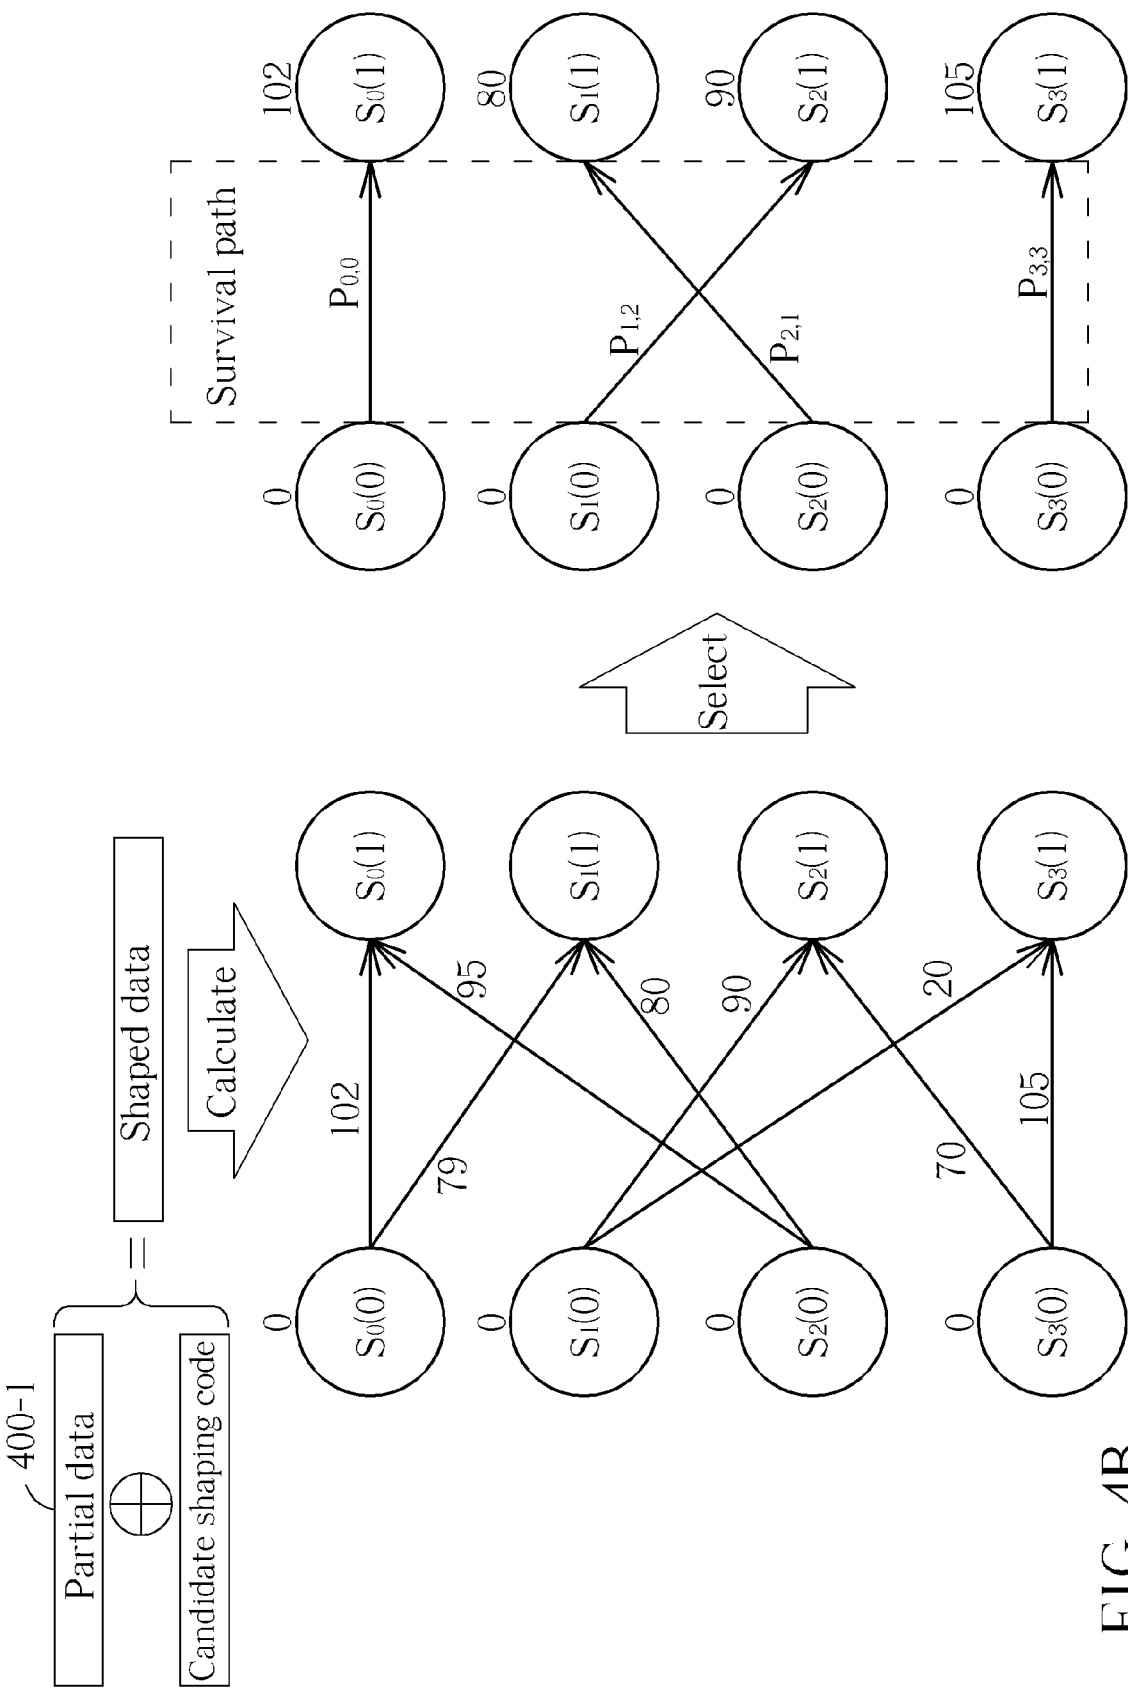 400-1
Partial data
Candidate shaping code
=
Shaped data
Calculate
0
S₀(0)
0
S₁(0)
0
S₂(0)
0
S₃(0)
102
79
95
80
90
20
70
105
S₀(1)
S₁(1)
S₂(1)
S₃(1)
Select
Survival path
0
S₀(0)
0
S₁(0)
0
S₂(0)
0
S₃(0)
P₀,₀
P₁,₂
P₂,₁
P₃,₃
102
S₀(1)
80
S₁(1)
90
S₂(1)
105
S₃(1)
FIG. 4B